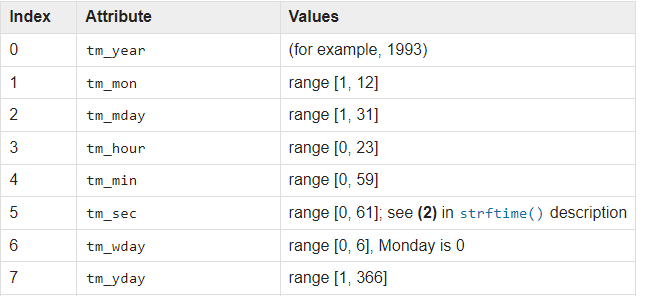 Index Attribute Values
0 tm_year (for example, 1993)
1 tm_mon range [1, 12]
2 tm_mday range [1, 31]
3 tm_hour range [0, 23]
4 tm_min range [0, 59]
5 tm_sec range [0, 61]; see (2) in strftime() description
6 tm_wday range [0, 6], Monday is 0
7 tm_yday range [1, 366]